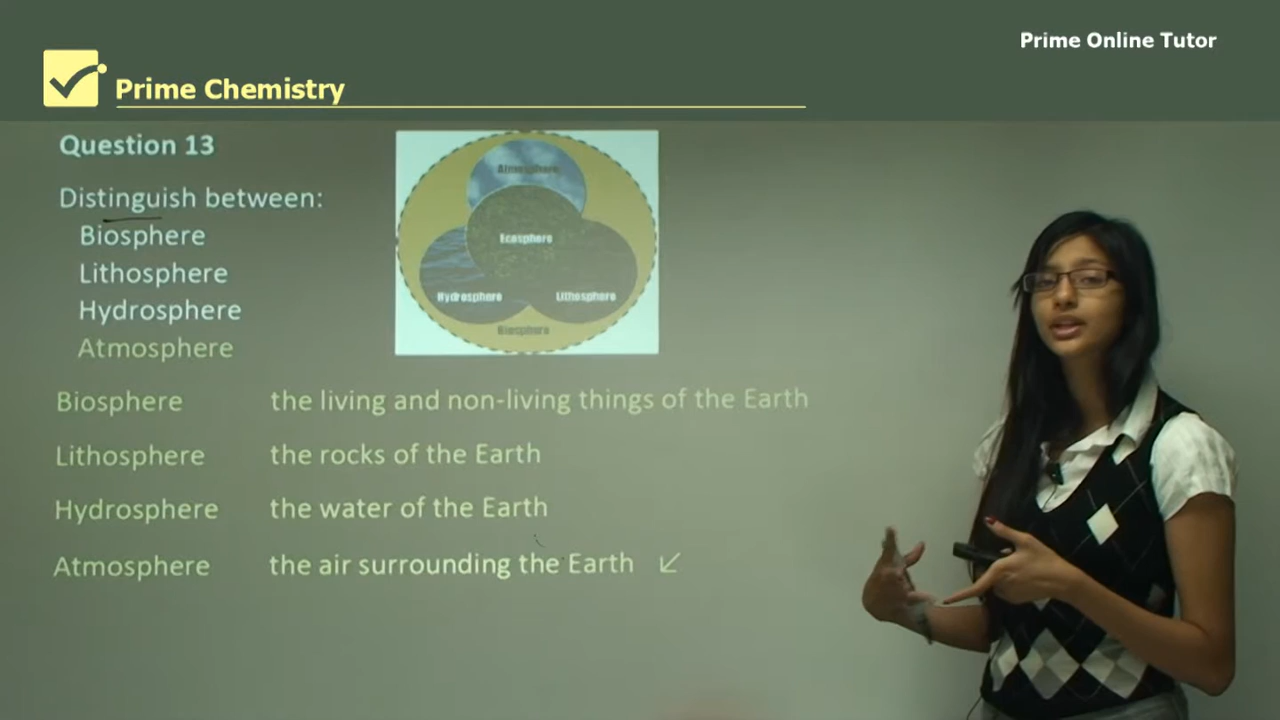 Prime Online Tutor
Prime Chemistry
Question 13
Distinguish between:
Biosphere
Lithosphere
Hydrosphere
Atmosphere
Atmosphere
Ecosphere
Hydrosphere Lithosphere
Biosphere
Biosphere the living and non-living things of the Earth
Lithosphere the rocks of the Earth
Hydrosphere the water of the Earth
Atmosphere the air surrounding the Earth